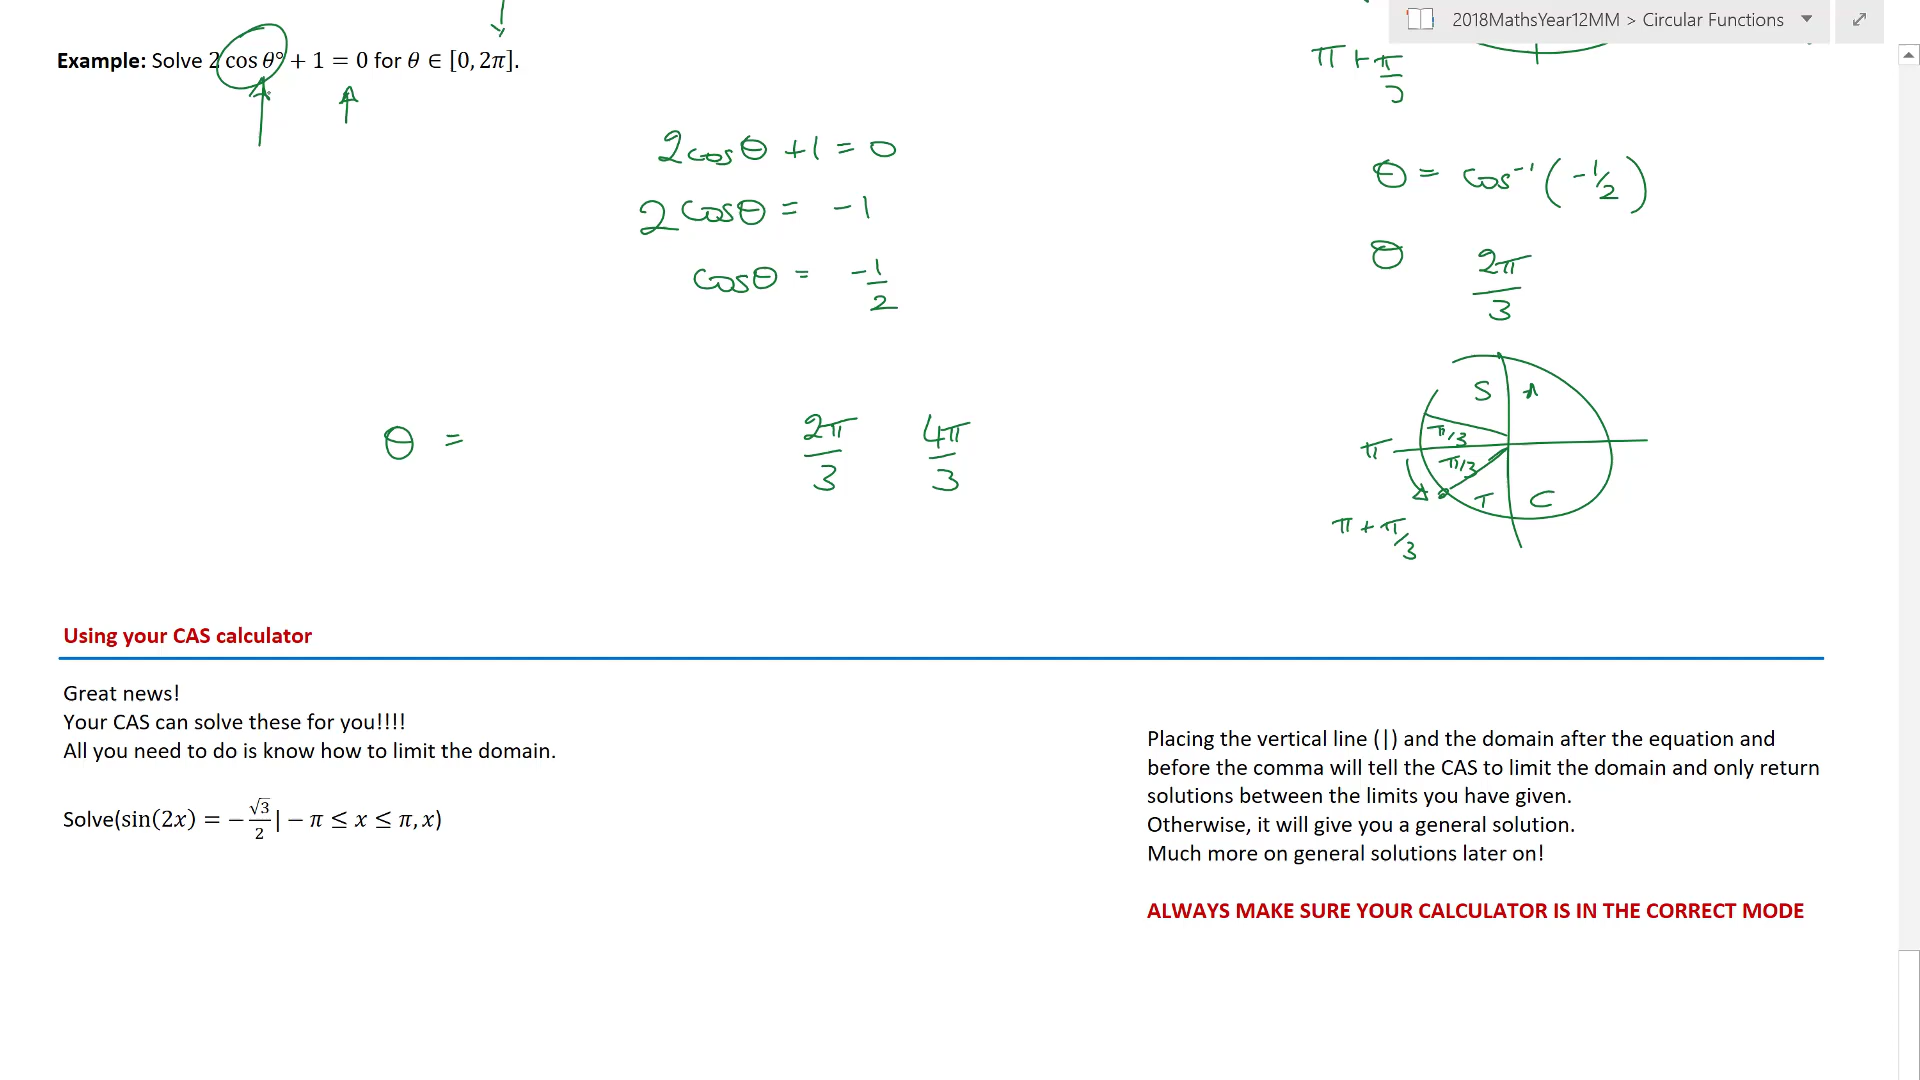 2018MathsYear12MM > Circular Functions
Example: Solve 2 cos θ° + 1 = 0 for θ ∈ [0, 2π].
π + π/
2cosθ + 1 = 0
θ = cos⁻¹(-1/2)
2 cosθ = -1
θ 2π/3
cosθ = -1/2
S A
θ = 2π/3 4π/3
π π/3
π/3
T C
π + π/3
Using your CAS calculator
Great news!
Your CAS can solve these for you!!!!
All you need to do is know how to limit the domain.
Solve(sin(2x) = −√3/2| − π ≤ x ≤ π, x)
Placing the vertical line (|) and the domain after the equation and
before the comma will tell the CAS to limit the domain and only return
solutions between the limits you have given.
Otherwise, it will give you a general solution.
Much more on general solutions later on!
ALWAYS MAKE SURE YOUR CALCULATOR IS IN THE CORRECT MODE